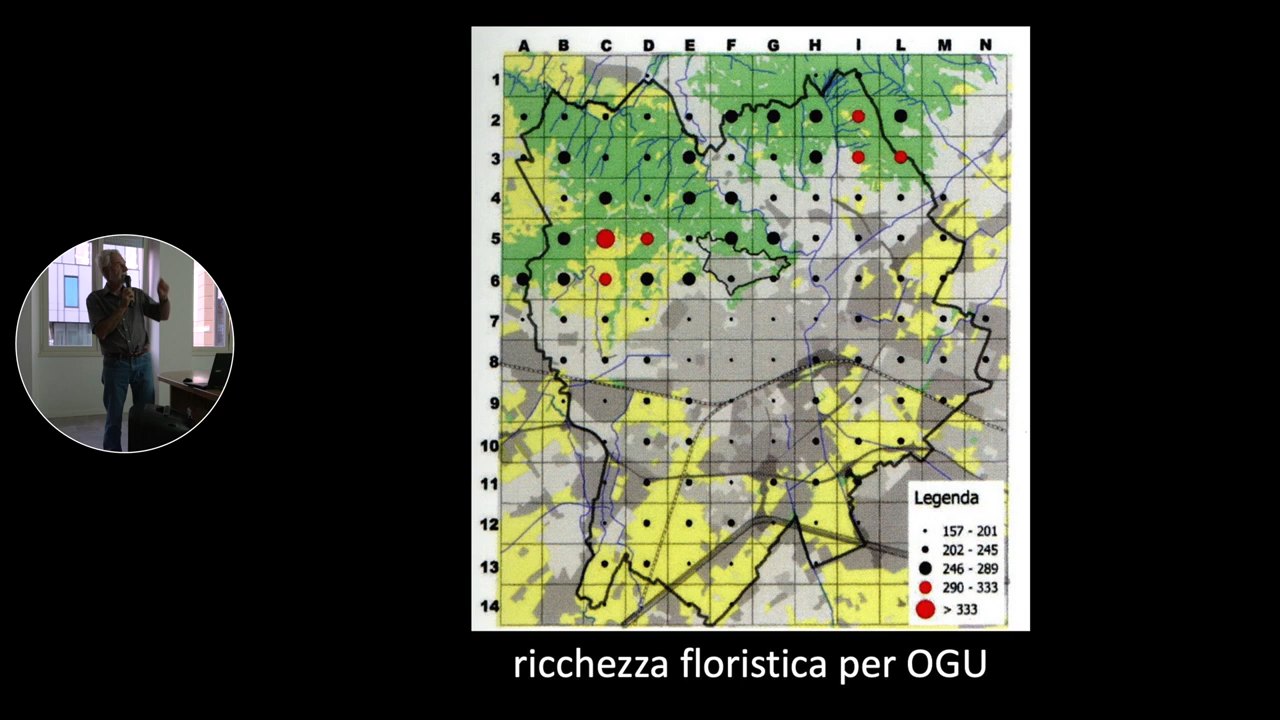 A B C D E F G H I L M N
1
2
3
4
5
6
7
8
9
10
11
12
13
14
Legenda
157 - 201
202 - 245
246 - 289
290 - 333
> 333
ricchezza floristica per OGU